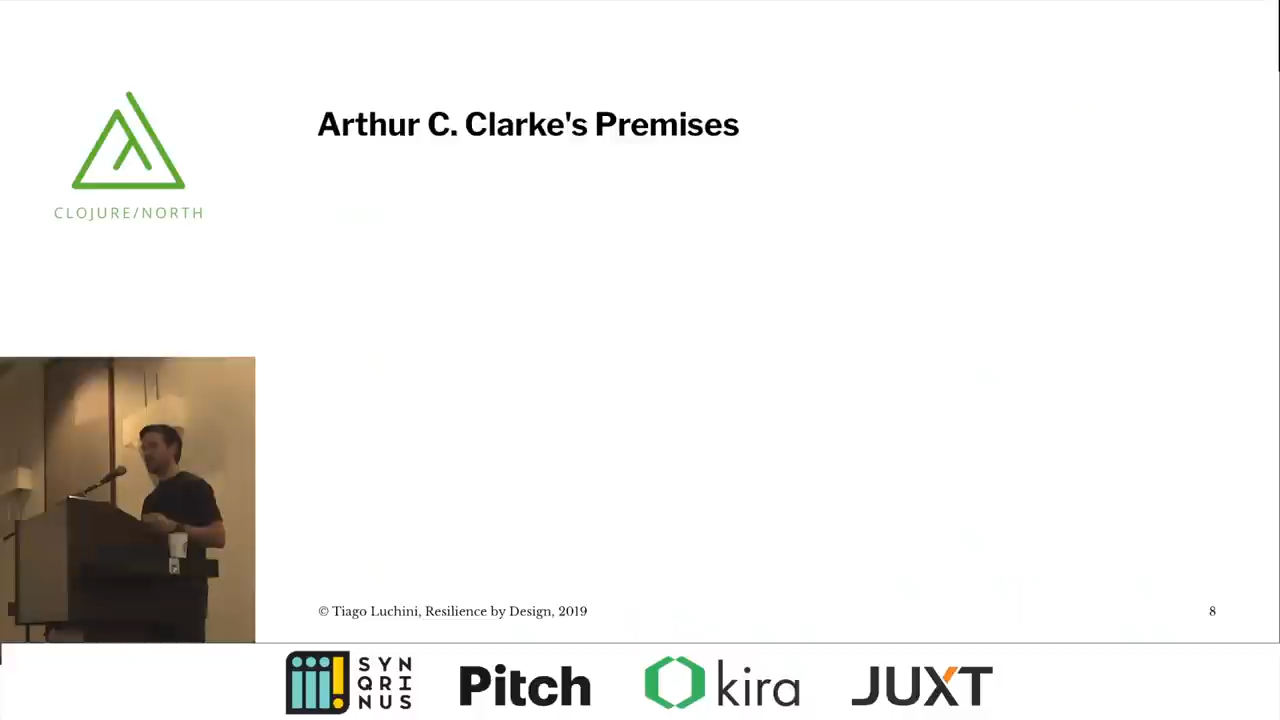 Arthur C. Clarke's Premises
CLOJURE/NORTH
© Tiago Luchini, Resilience by Design, 2019
8
SYN
QRI
NUS
Pitch
kira
JUXT